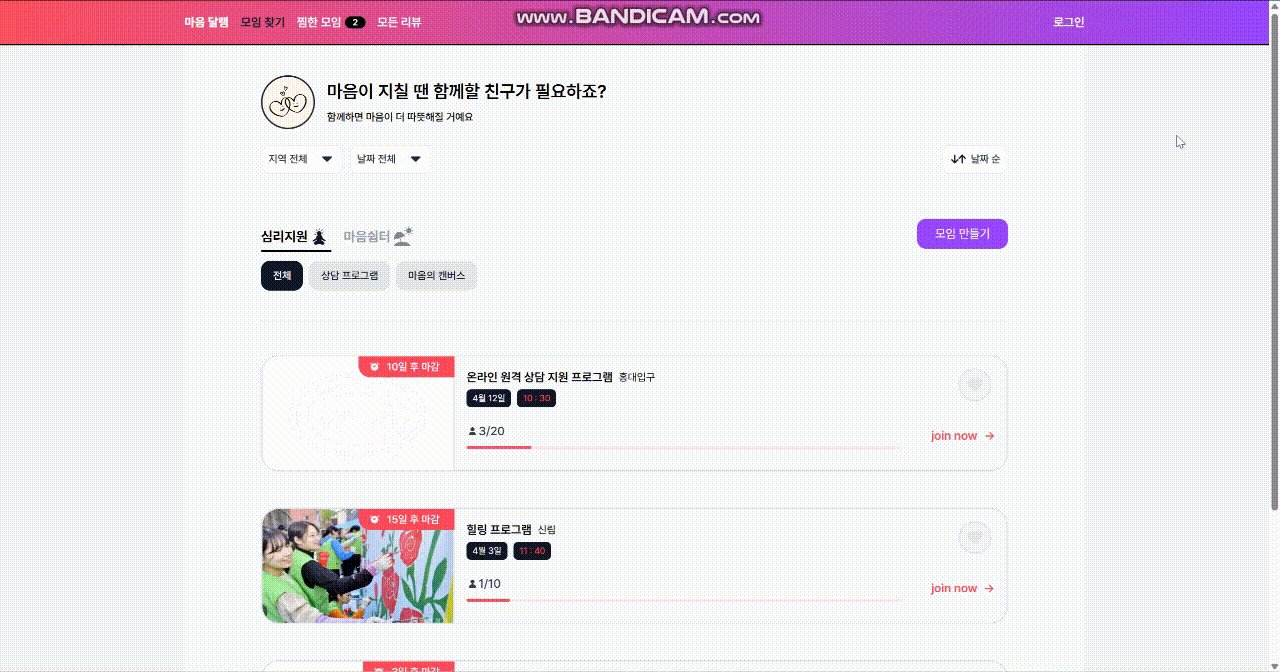 마음 달램 모임 찾기 찜한 모임 2 모든 리뷰 www.BANDICAM.com 로그인
마음이 지칠 땐 함께할 친구가 필요하죠?
함께하면 마음이 더 따뜻해질 거예요
지역 전체 날짜 전체 날짜 순
심리지원 마음쉼터 모임 만들기
전체 상담 프로그램 마음의 캔버스
10일 후 마감
온라인 원격 상담 지원 프로그램 홍대입구
4월 12일 10 : 30
3/20
join now →
15일 후 마감
힐링 프로그램 신림
4월 3일 11 : 40
1/10
join now →
3일 후 마감